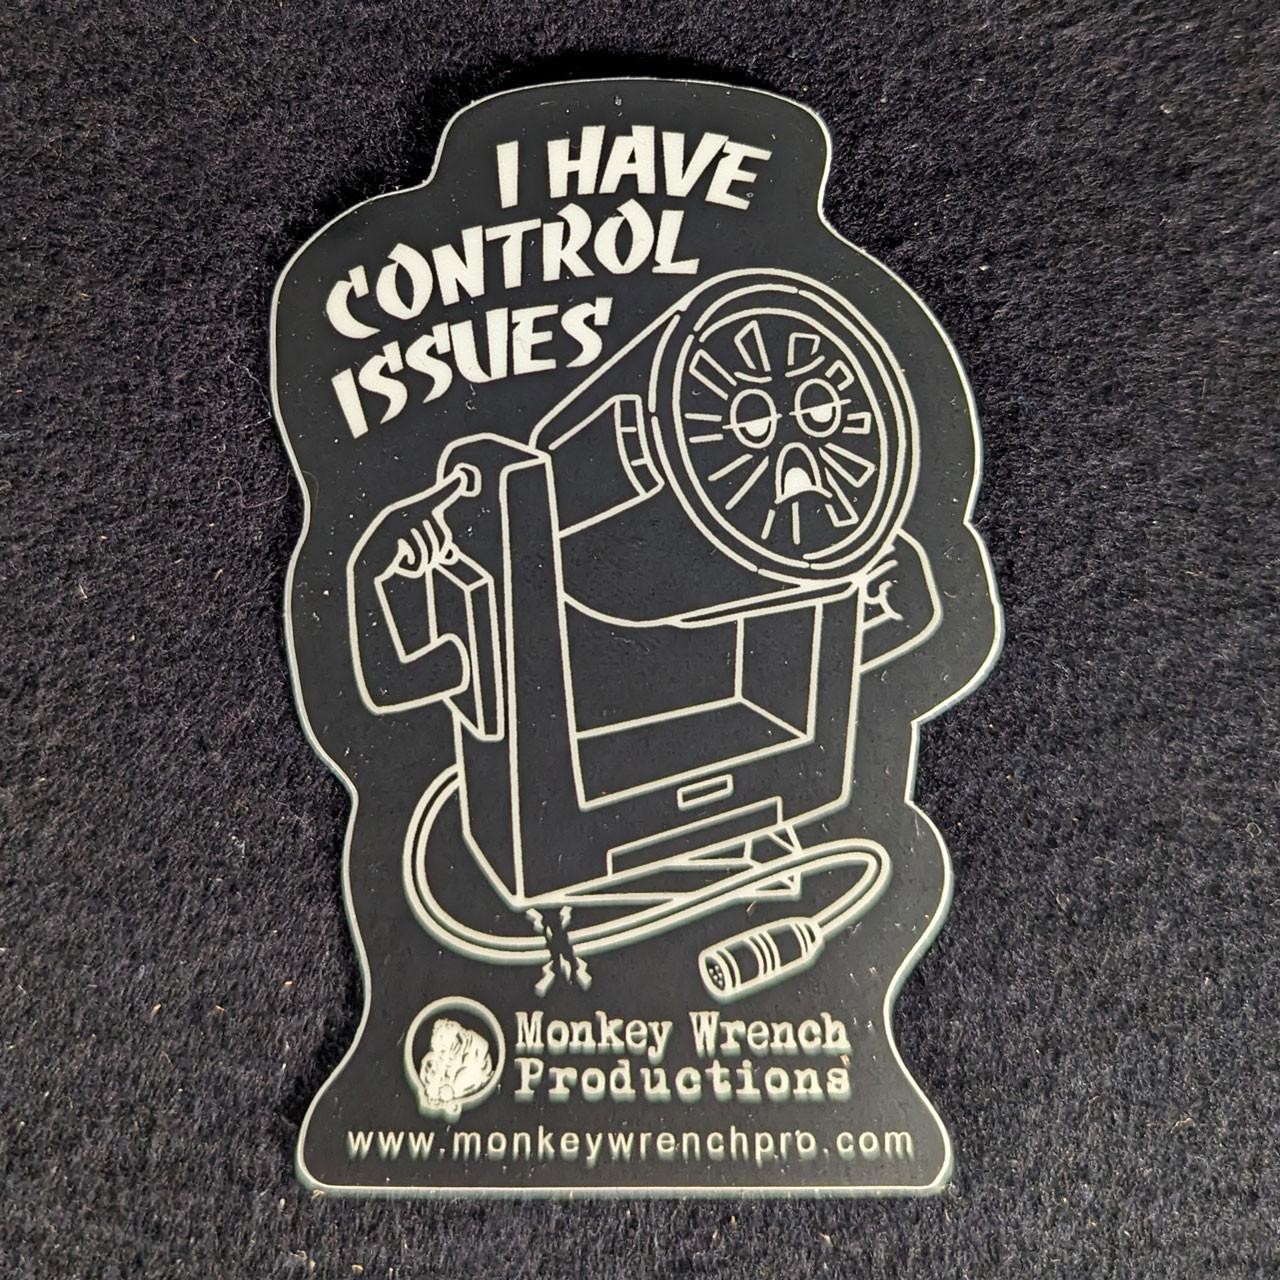 I HAVE
CONTROL
ISSUES
Monkey Wrench
Productions
www.monkeywrenchpro.com